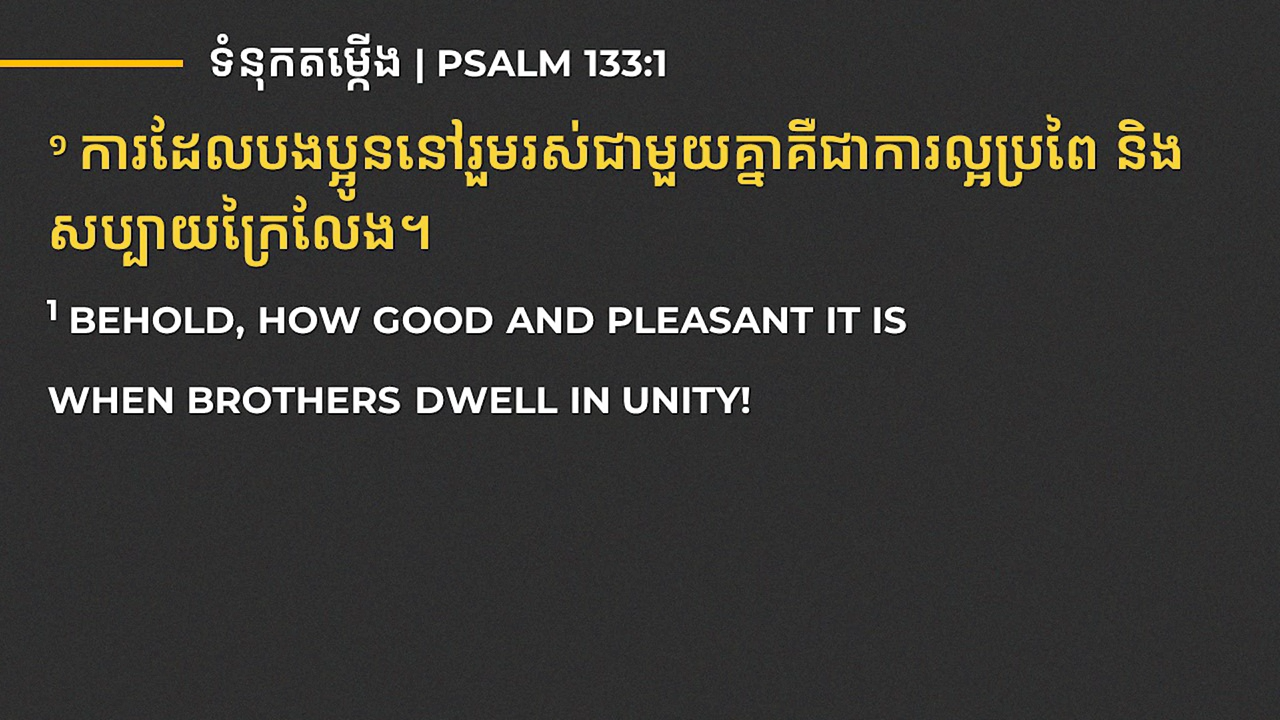 ទំនុកតម្កើង | PSALM 133:1
១ ការដែលបងប្អូននៅរួមរស់ជាមួយគ្នាគឺជាការល្អប្រពៃ និង
សប្បាយក្រៃលែង។
1 BEHOLD, HOW GOOD AND PLEASANT IT IS
WHEN BROTHERS DWELL IN UNITY!